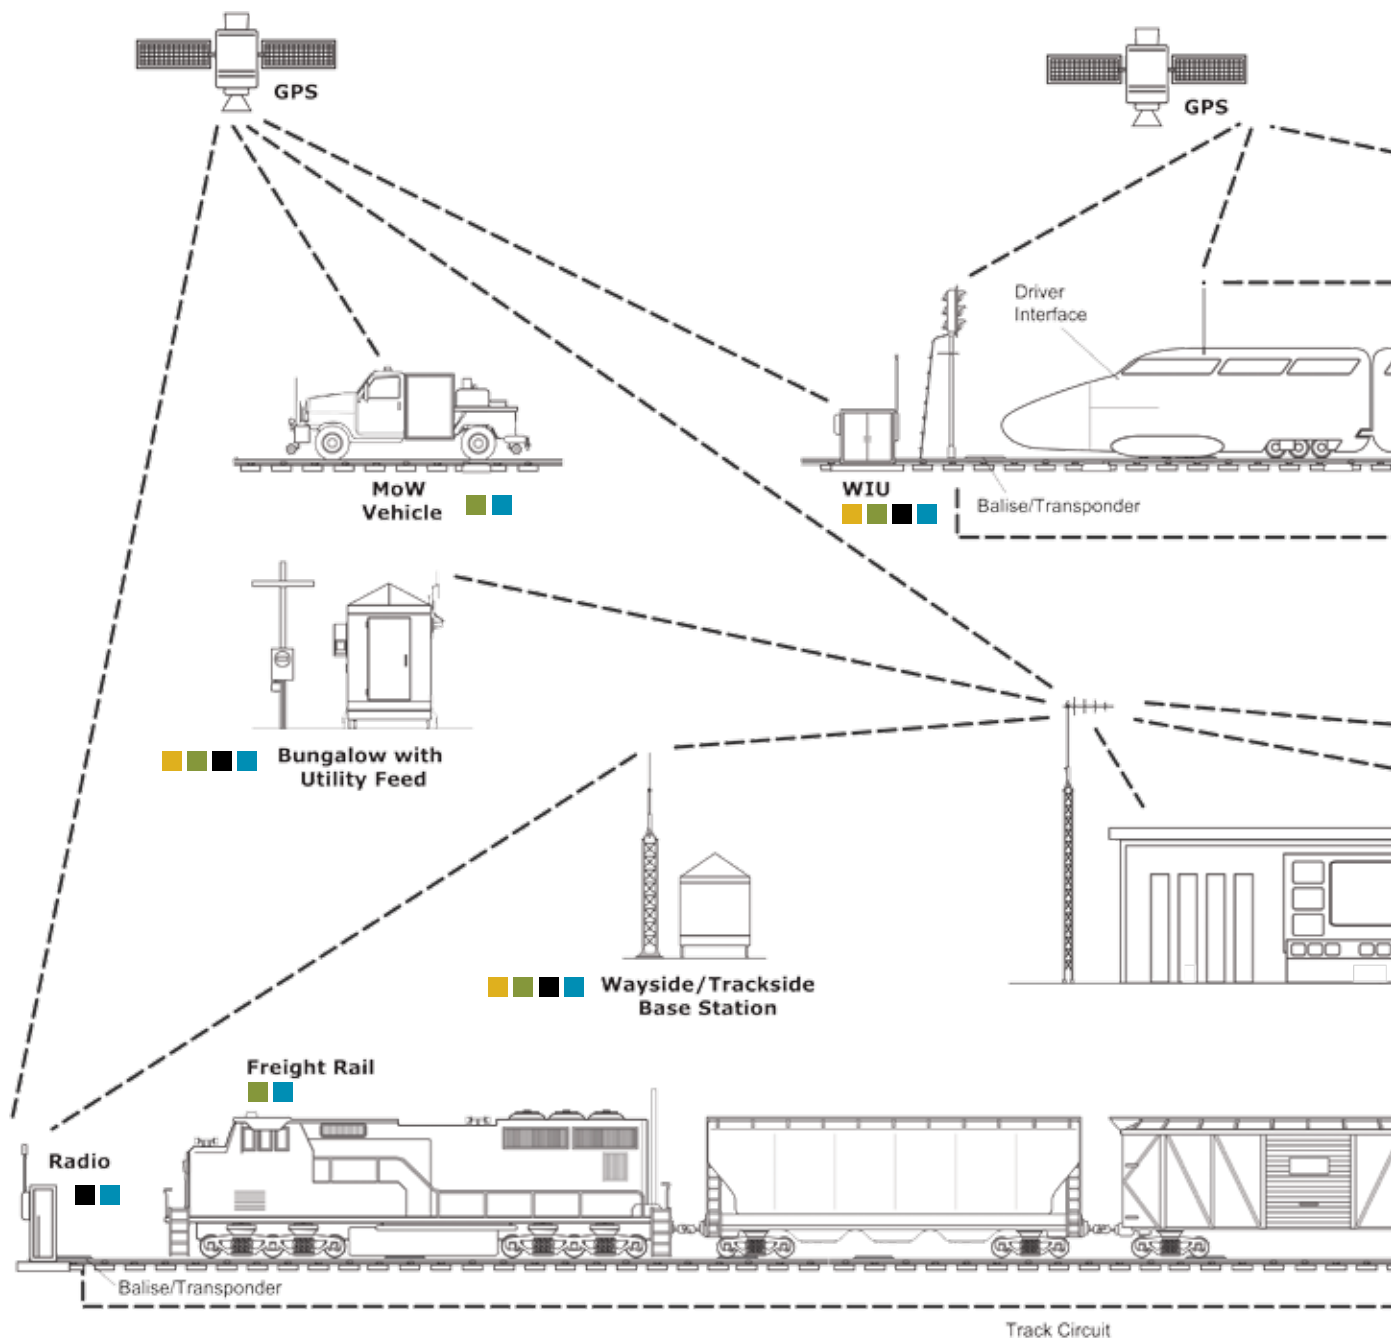 GPS
GPS
Driver
Interface
MoW
Vehicle
WIU
Balise/Transponder
Bungalow with
Utility Feed
Wayside/Trackside
Base Station
Freight Rail
Radio
Balise/Transponder
Track Circuit